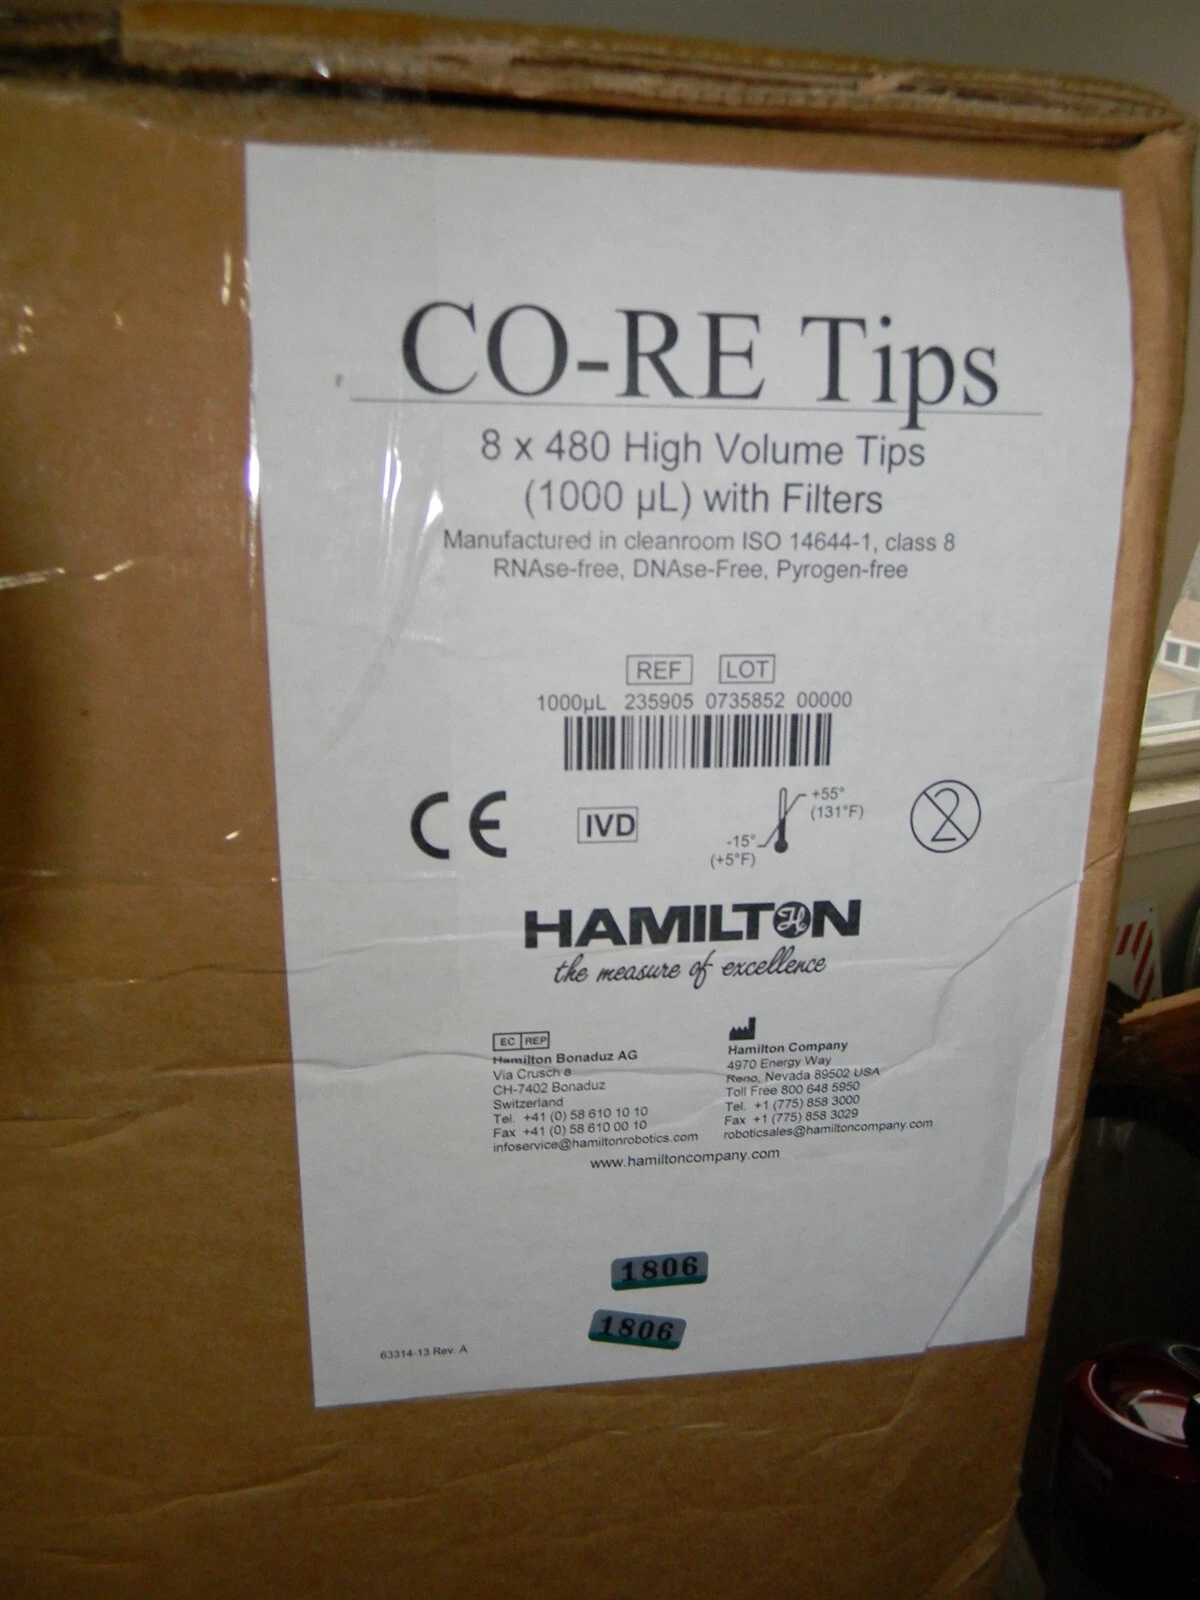 CO-RE Tips
8 x 480 High Volume Tips
(1000 µL) with Filters
Manufactured in cleanroom ISO 14644-1, class 8
RNAse-free, DNAse-Free, Pyrogen-free
REF LOT
1000µL 235905 0735852 00000
CE
IVD
+55°
(131°F)
-15°
(+5°F)
2
HAMILTON
the measure of excellence
EC REP
Hamilton Bonaduz AG
Via Crusch 8
CH-7402 Bonaduz
Switzerland
Tel. +41 (0) 58 610 10 10
Fax +41 (0) 58 610 00 10
infoservice@hamiltonrobotics.com
Hamilton Company
4970 Energy Way
Reno, Nevada 89502 USA
Toll Free 800 648 5950
Tel. +1 (775) 858 3000
Fax +1 (775) 858 3029
roboticsales@hamiltoncompany.com
www.hamiltoncompany.com
1806
1806
63314-13 Rev. A